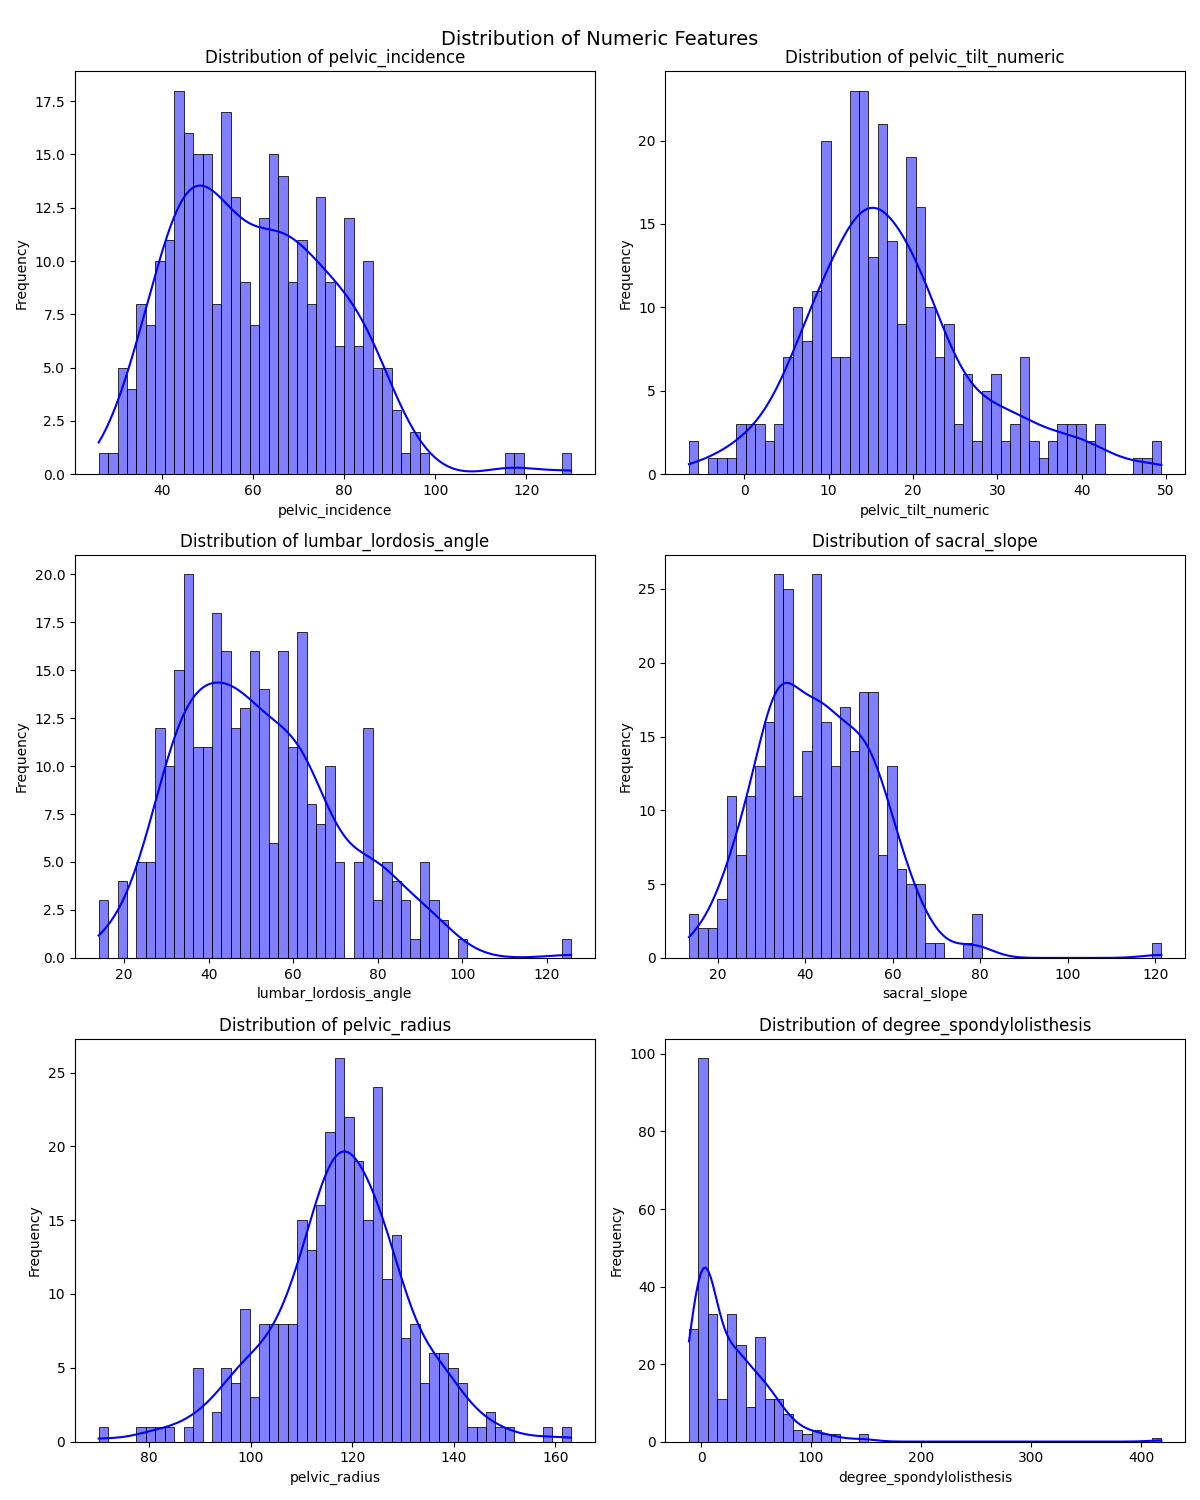 Distribution of Numeric Features
Distribution of pelvic_incidence
17.5
15.0
12.5
10.0
7.5
5.0
2.5
0.0
Frequency
40 60 80 100 120
pelvic_incidence
Distribution of pelvic_tilt_numeric
20
15
10
5
0
Frequency
0 10 20 30 40 50
pelvic_tilt_numeric
Distribution of lumbar_lordosis_angle
20.0
17.5
15.0
12.5
10.0
7.5
5.0
2.5
0.0
Frequency
20 40 60 80 100 120
lumbar_lordosis_angle
Distribution of sacral_slope
25
20
15
10
5
0
Frequency
20 40 60 80 100 120
sacral_slope
Distribution of pelvic_radius
25
20
15
10
5
0
Frequency
80 100 120 140 160
pelvic_radius
Distribution of degree_spondylolisthesis
100
80
60
40
20
0
Frequency
0 100 200 300 400
degree_spondylolisthesis